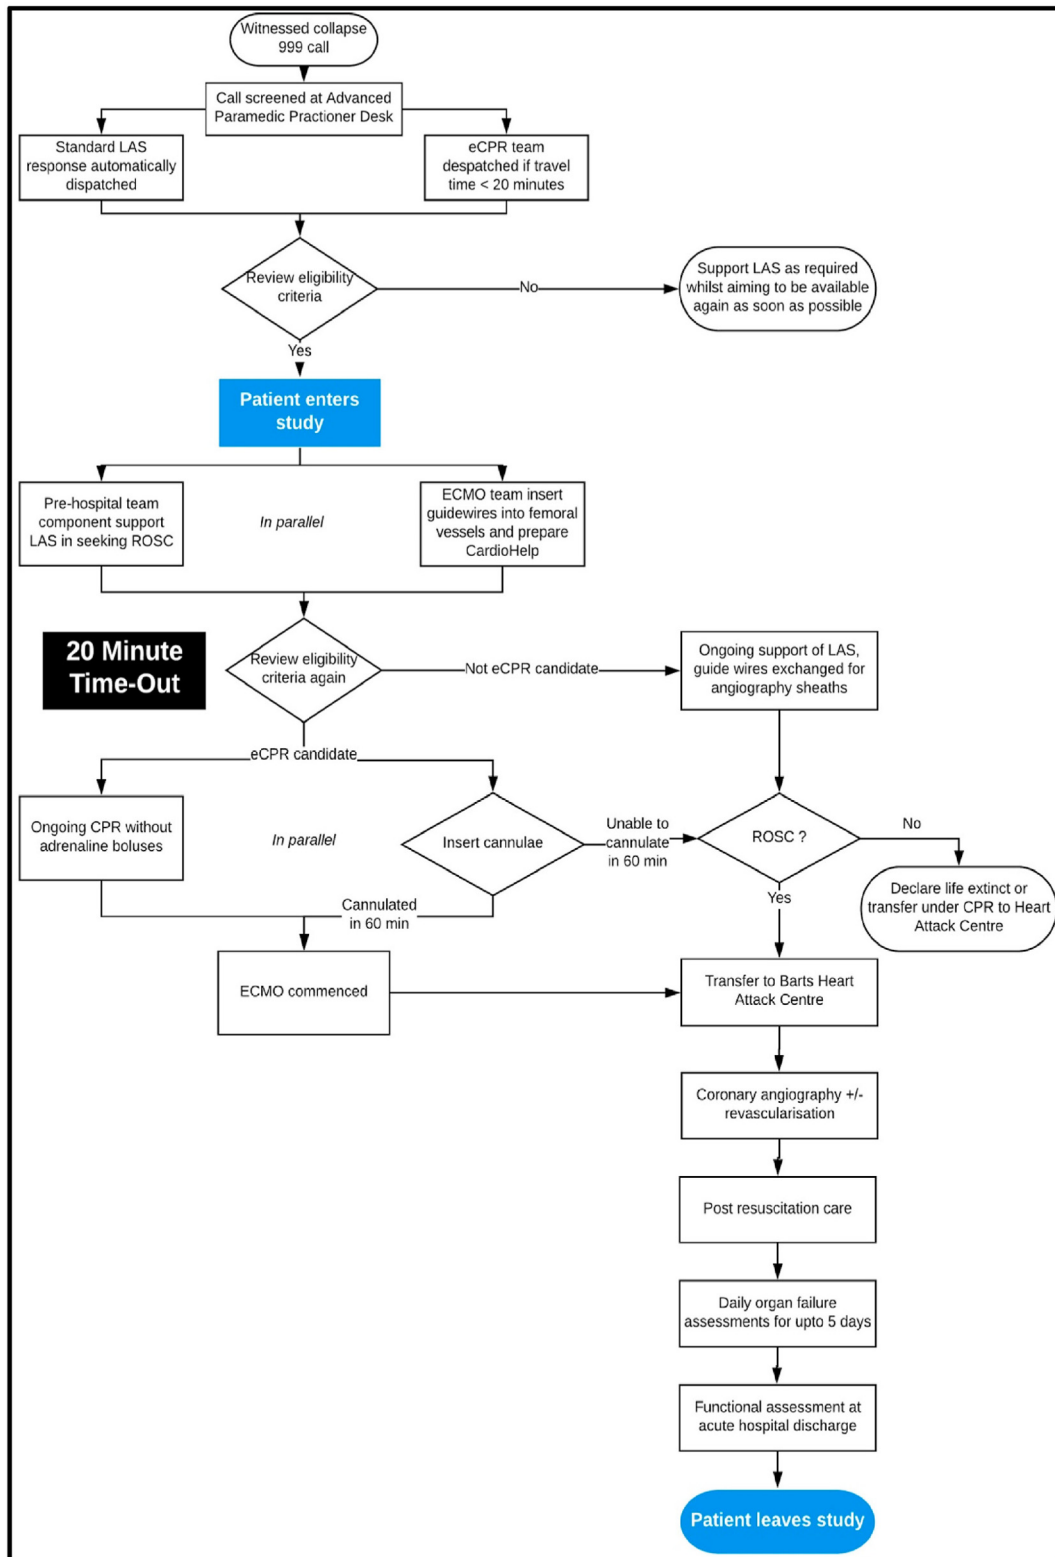 Witnessed collapse
999 call
Call screened at Advanced
Paramedic Practioner Desk
Standard LAS
response automatically
dispatched
eCPR team
despatched if travel
time < 20 minutes
Review eligibility
criteria
No
Support LAS as required
whilst aiming to be available
again as soon as possible
Yes
Patient enters
study
Pre-hospital team
component support
LAS in seeking ROSC
In parallel
ECMO team insert
guidewires into femoral
vessels and prepare
CardioHelp
20 Minute
Time-Out
Review eligibility
criteria again
Not eCPR candidate
Ongoing support of LAS,
guide wires exchanged for
angiography sheaths
eCPR candidate
Ongoing CPR without
adrenaline boluses
In parallel
Insert cannulae
Unable to
cannulate
in 60 min
ROSC ?
No
Declare life extinct or
transfer under CPR to Heart
Attack Centre
Cannulated
in 60 min
Yes
ECMO commenced
Transfer to Barts Heart
Attack Centre
Coronary angiography +/-
revascularisation
Post resuscitation care
Daily organ failure
assessments for upto 5 days
Functional assessment at
acute hospital discharge
Patient leaves study